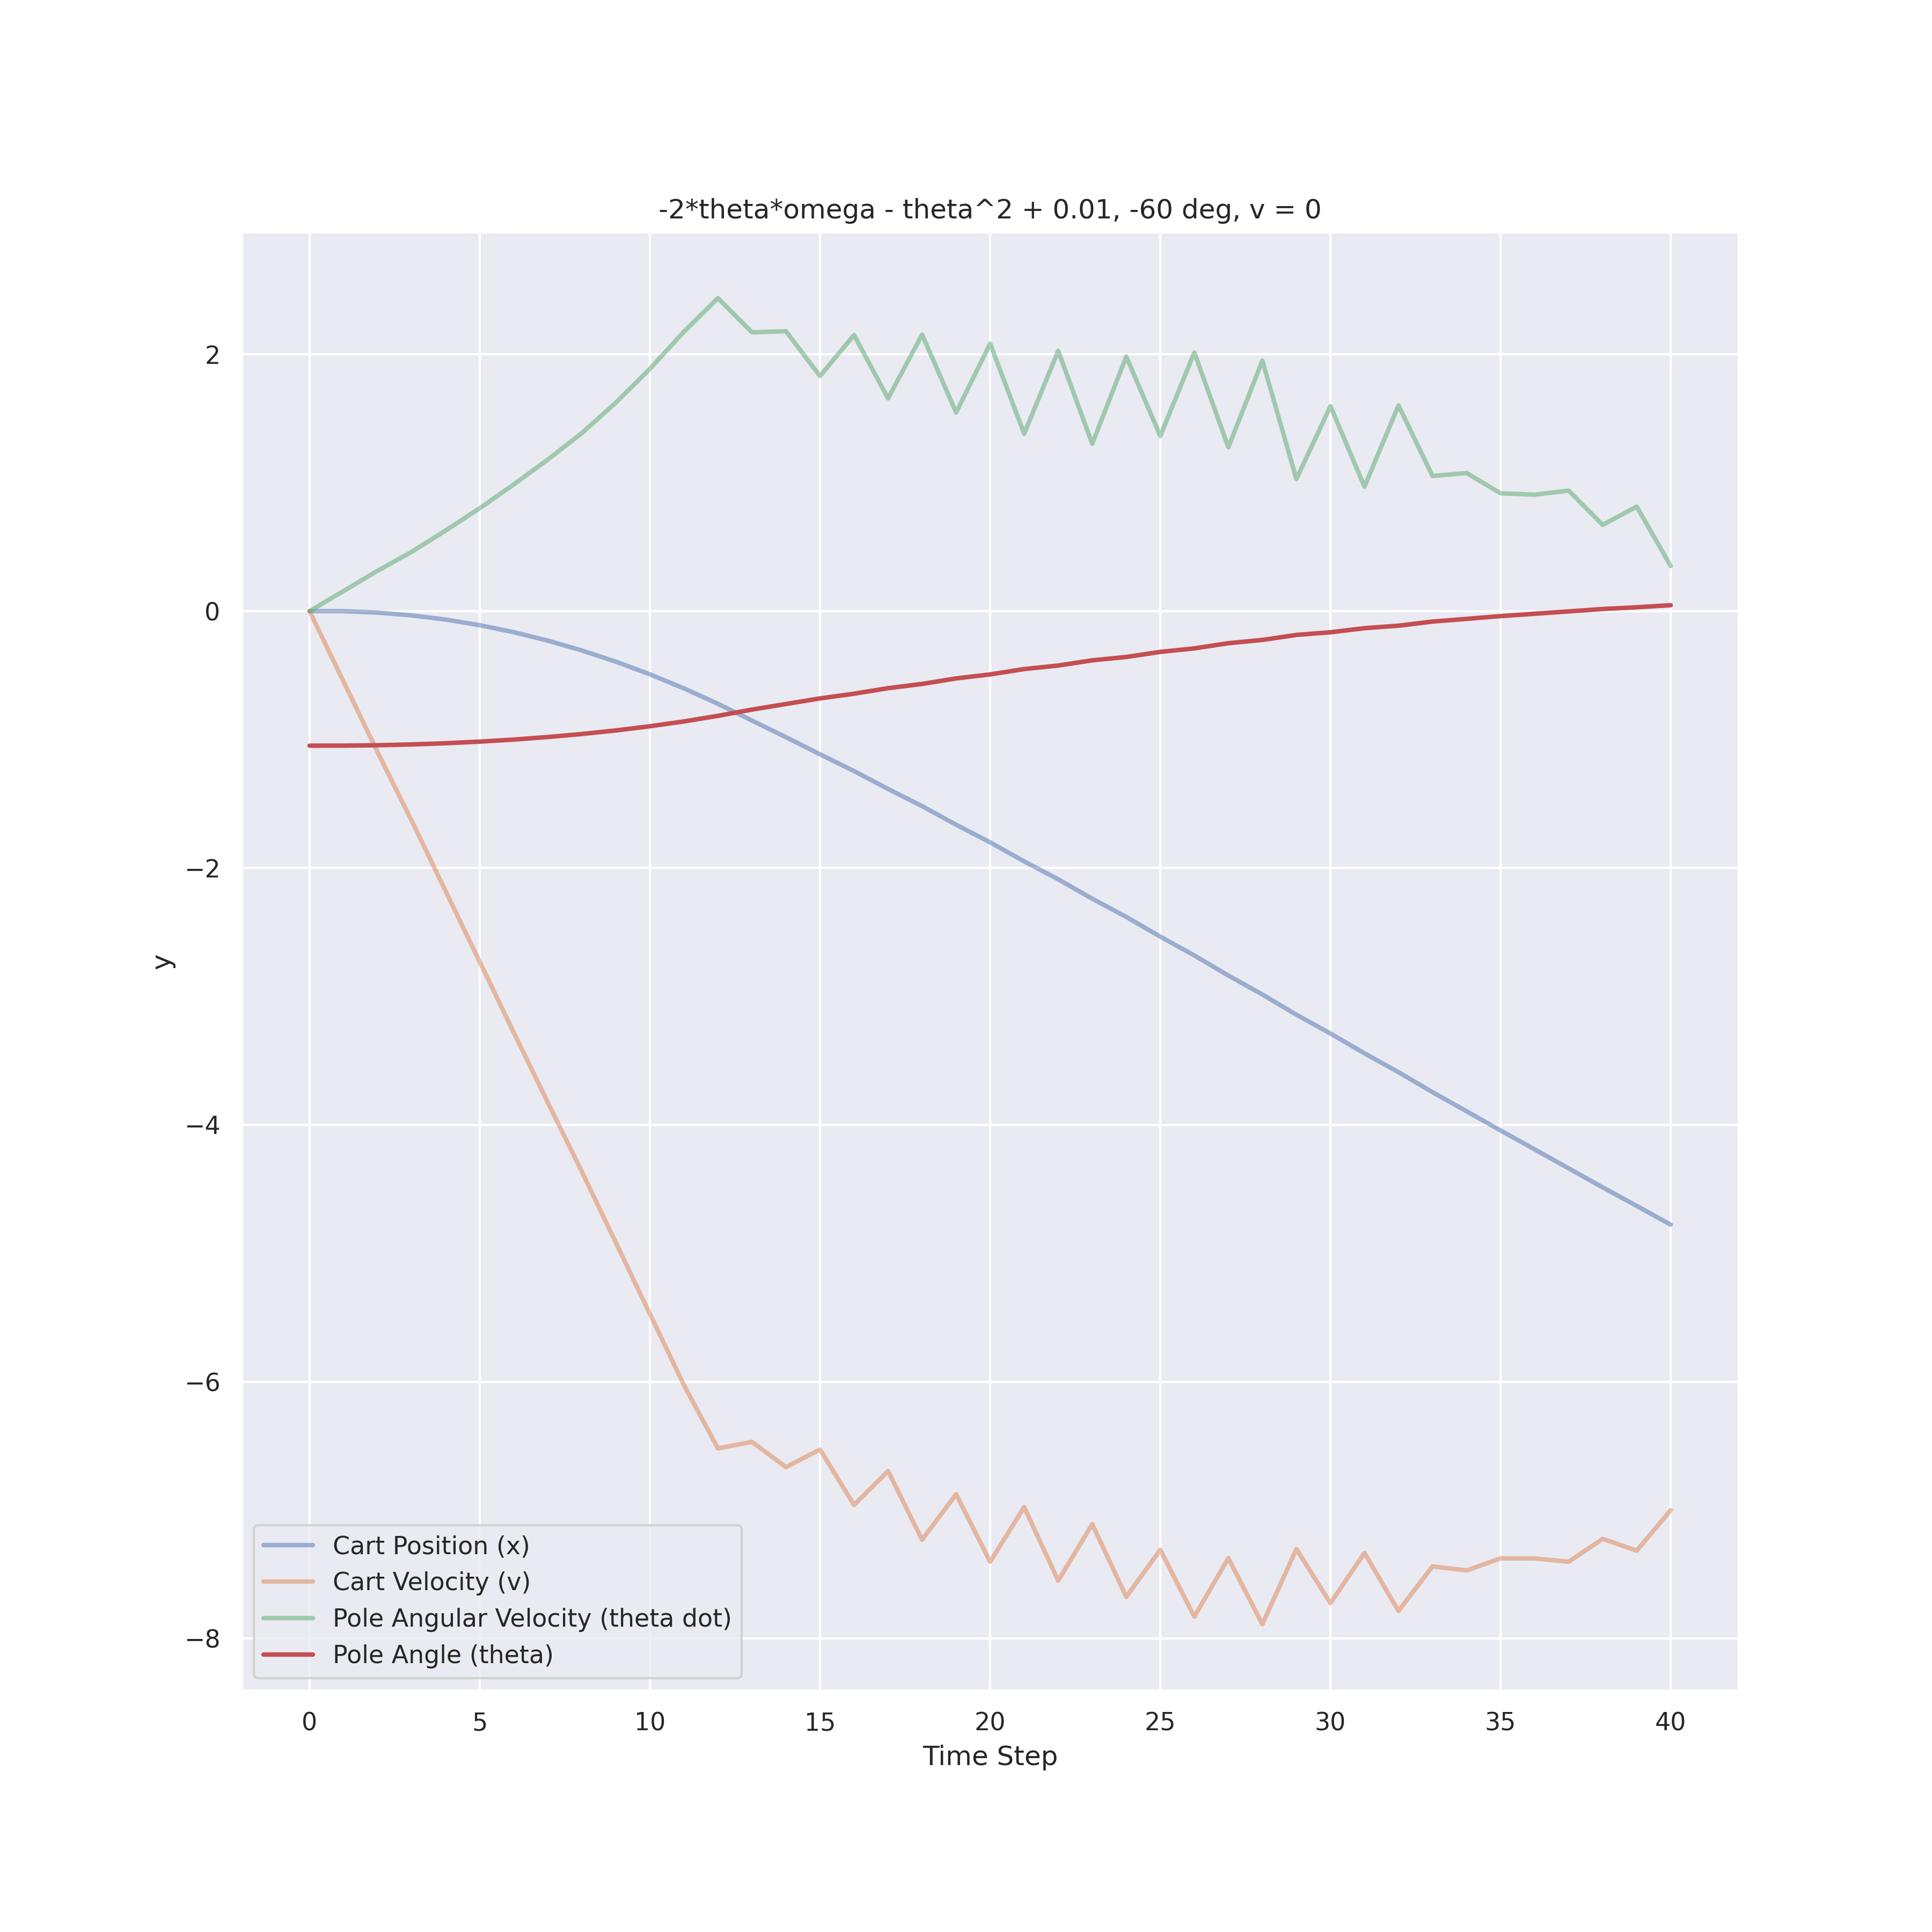 -2*theta*omega - theta^2 + 0.01, -60 deg, v = 0
2
0
−2
−4
−6
−8
y
Cart Position (x)
Cart Velocity (v)
Pole Angular Velocity (theta dot)
Pole Angle (theta)
0 5 10 15 20 25 30 35 40
Time Step